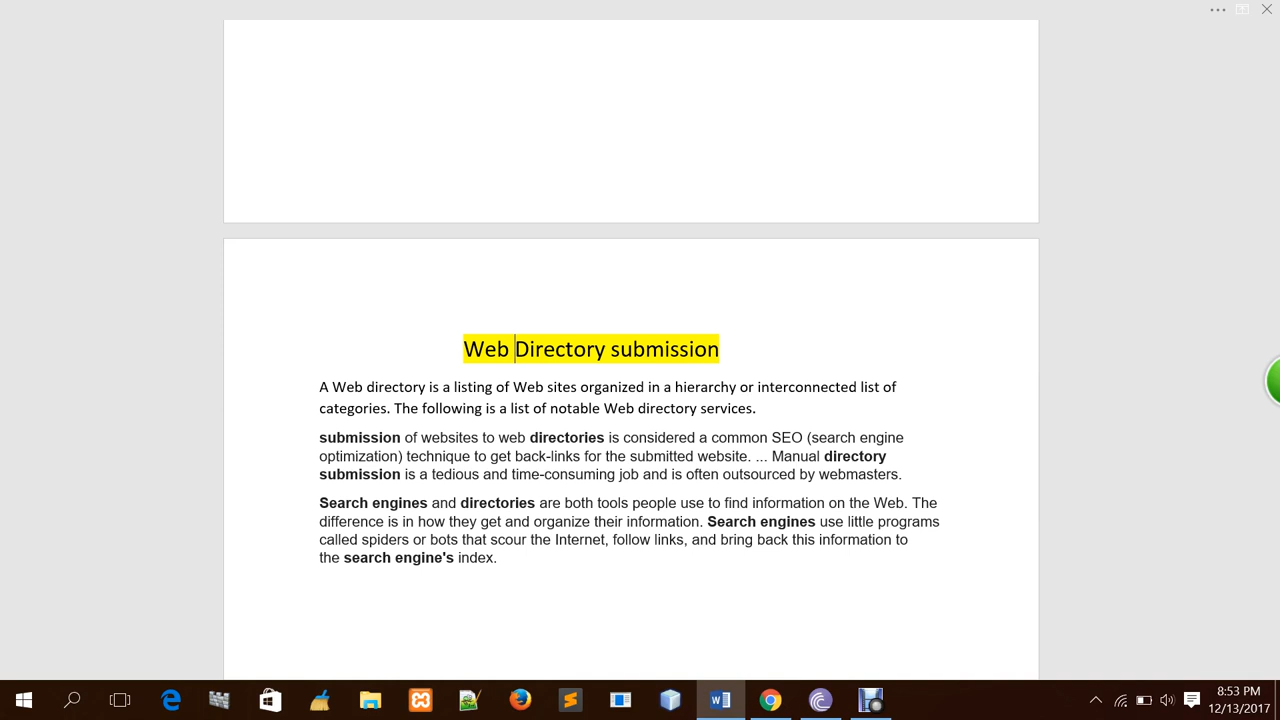 Web Directory submission
A Web directory is a listing of Web sites organized in a hierarchy or interconnected list of
categories. The following is a list of notable Web directory services.
submission of websites to web directories is considered a common SEO (search engine
optimization) technique to get back-links for the submitted website. ... Manual directory
submission is a tedious and time-consuming job and is often outsourced by webmasters.
Search engines and directories are both tools people use to find information on the Web. The
difference is in how they get and organize their information. Search engines use little programs
called spiders or bots that scour the Internet, follow links, and bring back this information to
the search engine's index.
8:53 PM
12/13/2017